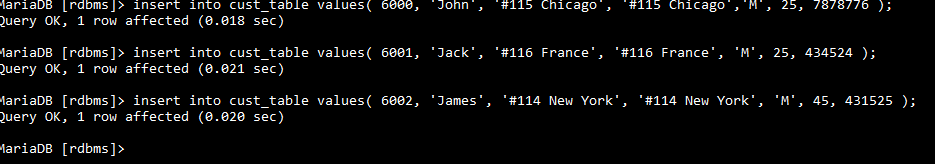 MariaDB [rdbms]> insert into cust_table values( 6000, 'John', '#115 Chicago', '#115 Chicago','M', 25, 7878776 );
Query OK, 1 row affected (0.018 sec)
MariaDB [rdbms]> insert into cust_table values( 6001, 'Jack', '#116 France', '#116 France', 'M', 25, 434524 );
Query OK, 1 row affected (0.021 sec)
MariaDB [rdbms]> insert into cust_table values( 6002, 'James', '#114 New York', '#114 New York', 'M', 45, 431525 );
Query OK, 1 row affected (0.020 sec)
MariaDB [rdbms]>